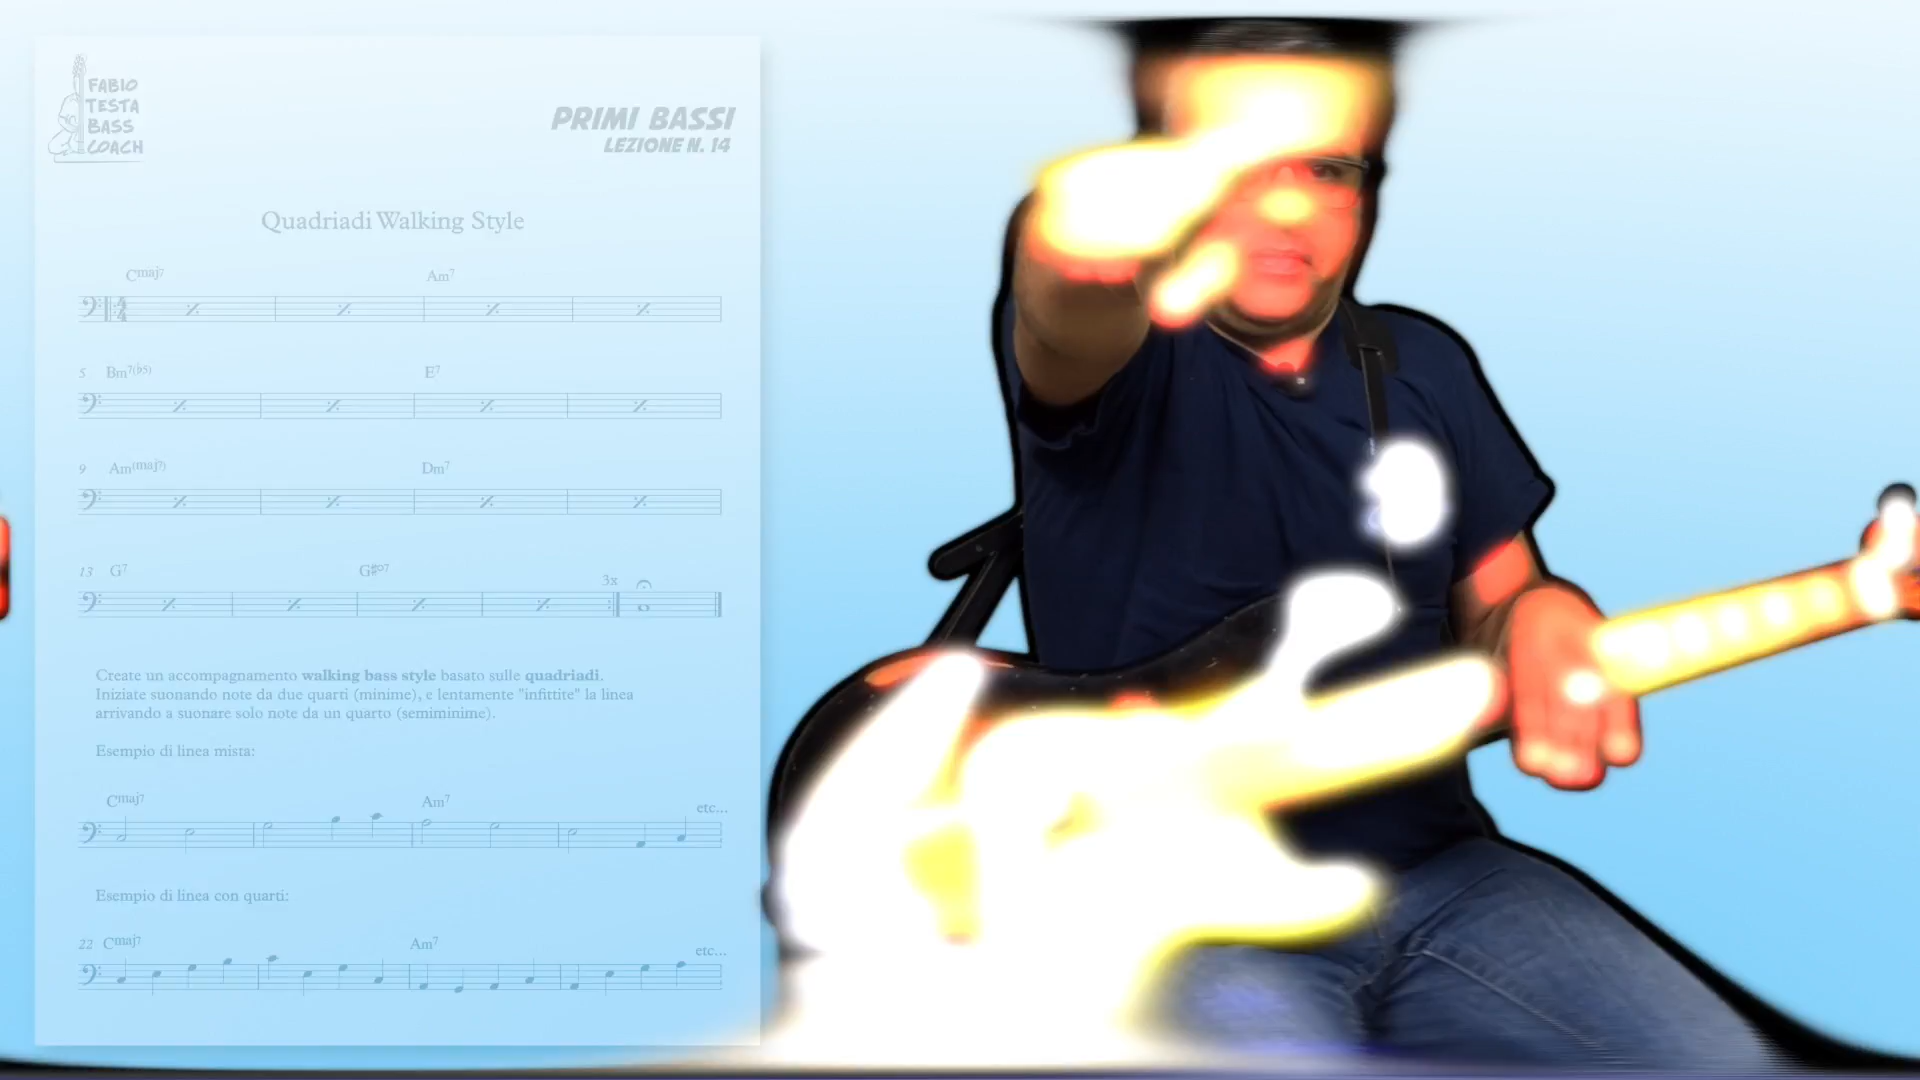 FABIO
TESTA
BASS
COACH
PRIMI BASSI
LEZIONE N. 14
Quadriadi Walking Style
Cmaj7 Am7
5 Bm7(b5) E7
9 Am(maj7) Dm7
13 G7 G#o7 3x
Create un accompagnamento walking bass style basato sulle quadriadi.
Iniziate suonando note da due quarti (minime), e lentamente "infittite" la linea
arrivando a suonare solo note da un quarto (semiminime).
Esempio di linea mista:
Cmaj7 Am7 etc...
Esempio di linea con quarti:
22 Cmaj7 Am7 etc...